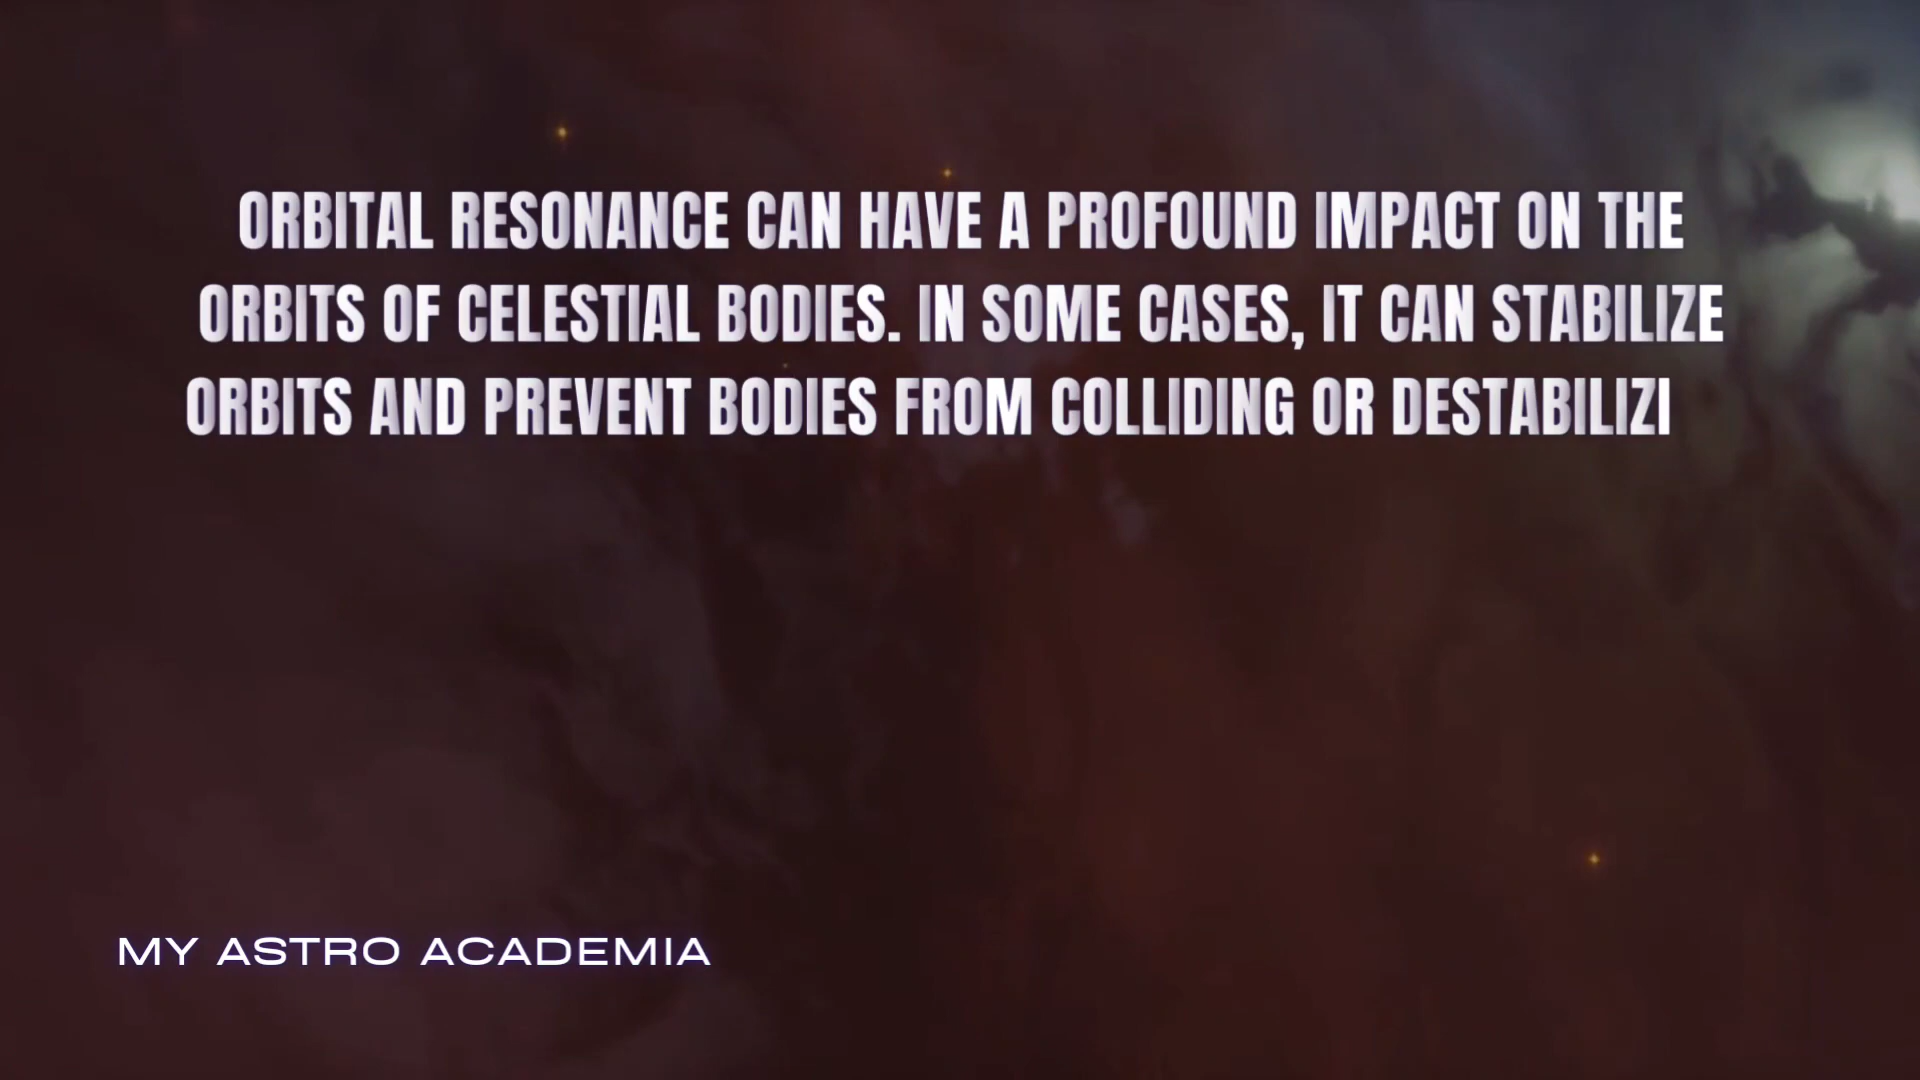 ORBITAL RESONANCE CAN HAVE A PROFOUND IMPACT ON THE
ORBITS OF CELESTIAL BODIES. IN SOME CASES, IT CAN STABILIZE
ORBITS AND PREVENT BODIES FROM COLLIDING OR DESTABILIZI
MY ASTRO ACADEMIA